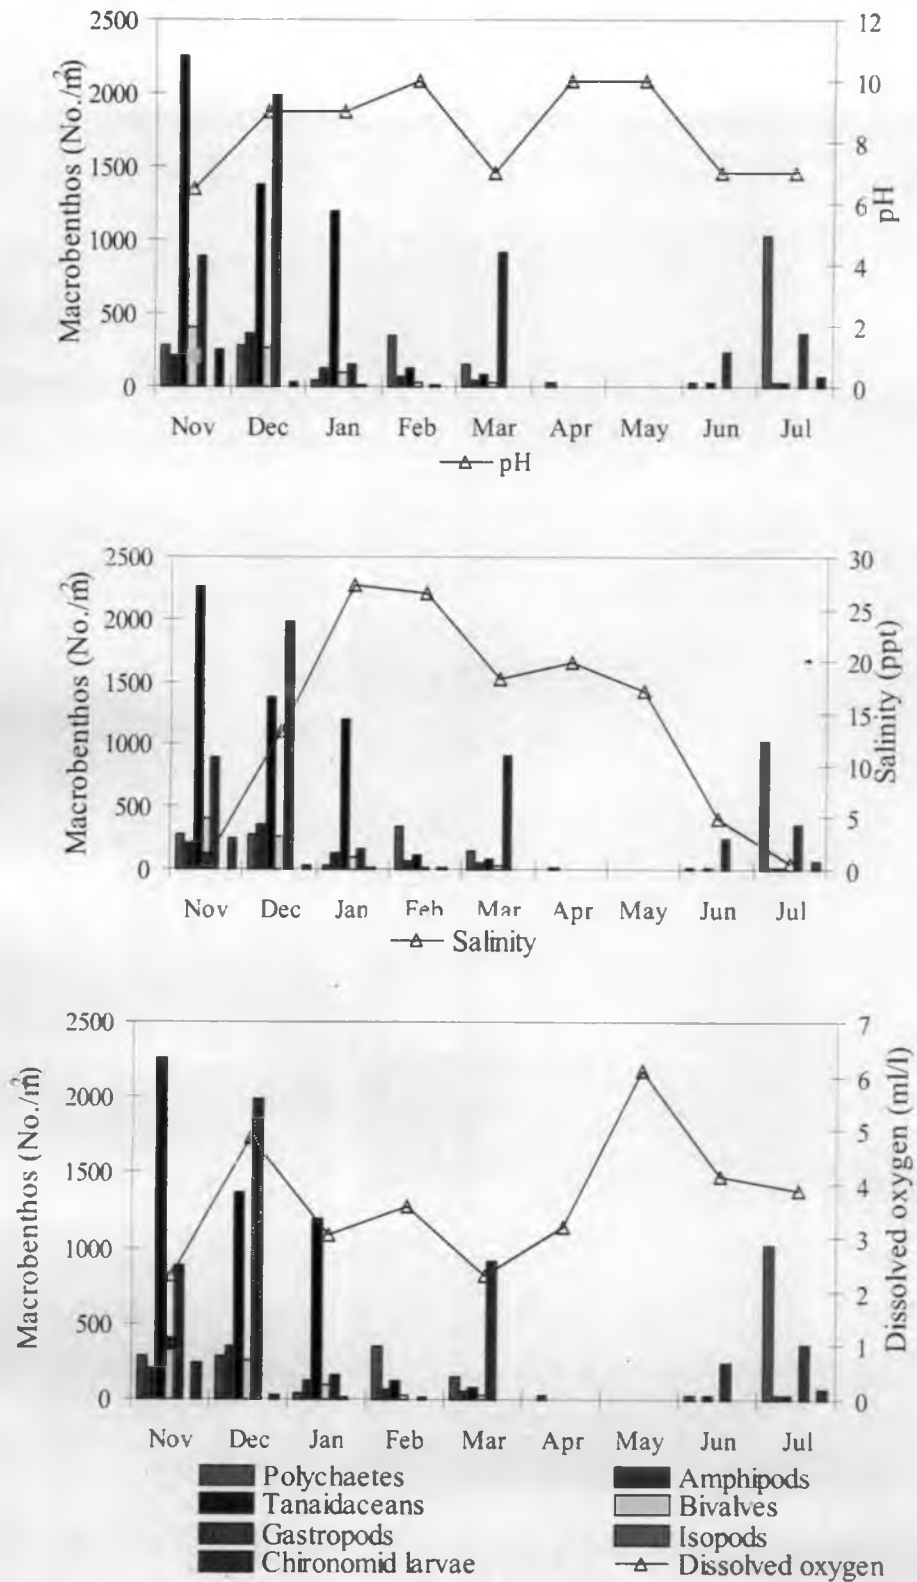 2500
2000
1500
1000
500
0
Macrobenthos (No./m²)
12
10
8
6
4
2
0
pH
Nov Dec Jan Feb Mar Apr May Jun Jul
pH
2500
2000
1500
1000
500
0
Macrobenthos (No./m²)
30
25
20
15
10
5
0
Salinity (ppt)
Nov Dec Jan Feb Mar Apr May Jun Jul
Salinity
2500
2000
1500
1000
500
0
Macrobenthos (No./m²)
7
6
5
4
3
2
1
0
Dissolved oxygen (ml/l)
Nov Dec Jan Feb Mar Apr May Jun Jul
Polychaetes Amphipods
Tanaidaceans Bivalves
Gastropods Isopods
Chironomid larvae Dissolved oxygen